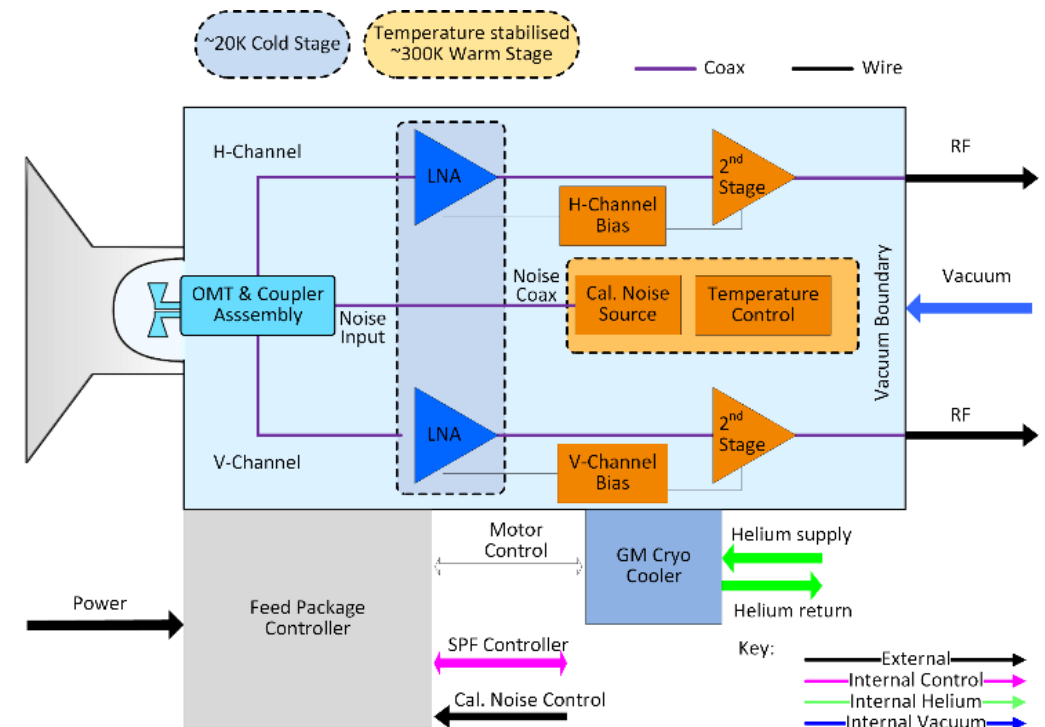 ~20K Cold Stage
Temperature stabilised
~300K Warm Stage
Coax
Wire
H-Channel
LNA
2nd
Stage
RF
H-Channel
Bias
Noise
Coax
Cal. Noise
Source
Temperature
Control
Vacuum
Vacuum Boundary
OMT & Coupler
Asssembly
Noise
Input
LNA
2nd
Stage
RF
V-Channel
V-Channel
Bias
Motor
Control
GM Cryo
Cooler
Helium supply
Helium return
Power
Feed Package
Controller
SPF Controller
Cal. Noise Control
Key:
External
Internal Control
Internal Helium
Internal Vacuum